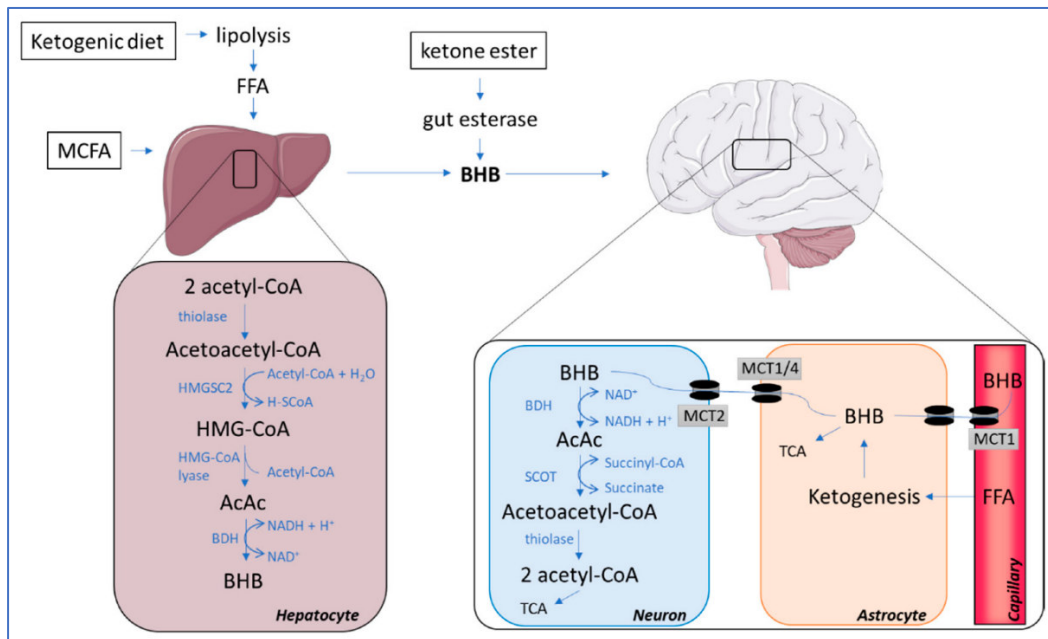 Ketogenic diet
lipolysis
FFA
MCFA
ketone ester
gut esterase
BHB
2 acetyl-CoA
thiolase
Acetoacetyl-CoA
HMGSC2
Acetyl-CoA + H₂O
H-SCoA
HMG-CoA
HMG-CoA
lyase
Acetyl-CoA
AcAc
BDH
NADH + H⁺
NAD⁺
BHB
Hepatocyte
BHB
BDH
NAD⁺
NADH + H⁺
AcAc
SCOT
Succinyl-CoA
Succinate
Acetoacetyl-CoA
thiolase
2 acetyl-CoA
TCA
Neuron
MCT2
MCT1/4
BHB
TCA
Ketogenesis
Astrocyte
BHB
MCT1
FFA
Capillary